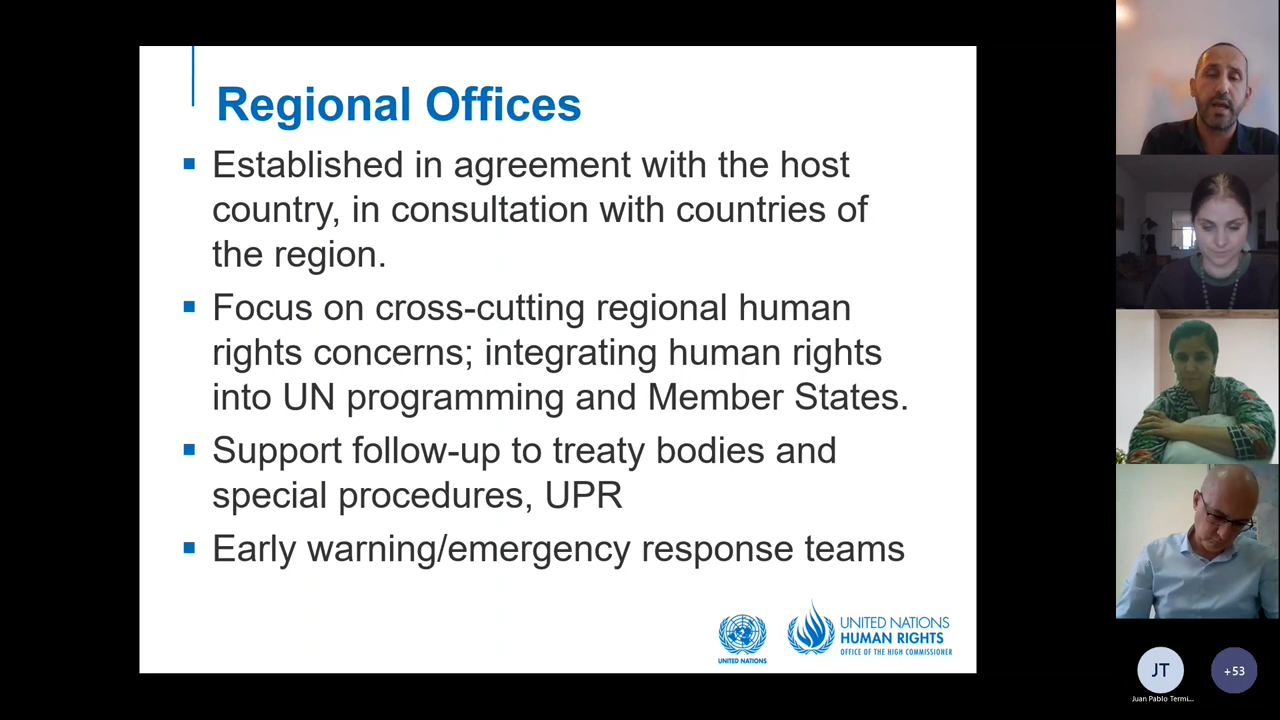 Regional Offices
Established in agreement with the host
country, in consultation with countries of
the region.
Focus on cross-cutting regional human
rights concerns; integrating human rights
into UN programming and Member States.
Support follow-up to treaty bodies and
special procedures, UPR
Early warning/emergency response teams
UNITED NATIONS
UNITED NATIONS
HUMAN RIGHTS
OFFICE OF THE HIGH COMMISSIONER
JT
+53
Juan Pablo Termi...